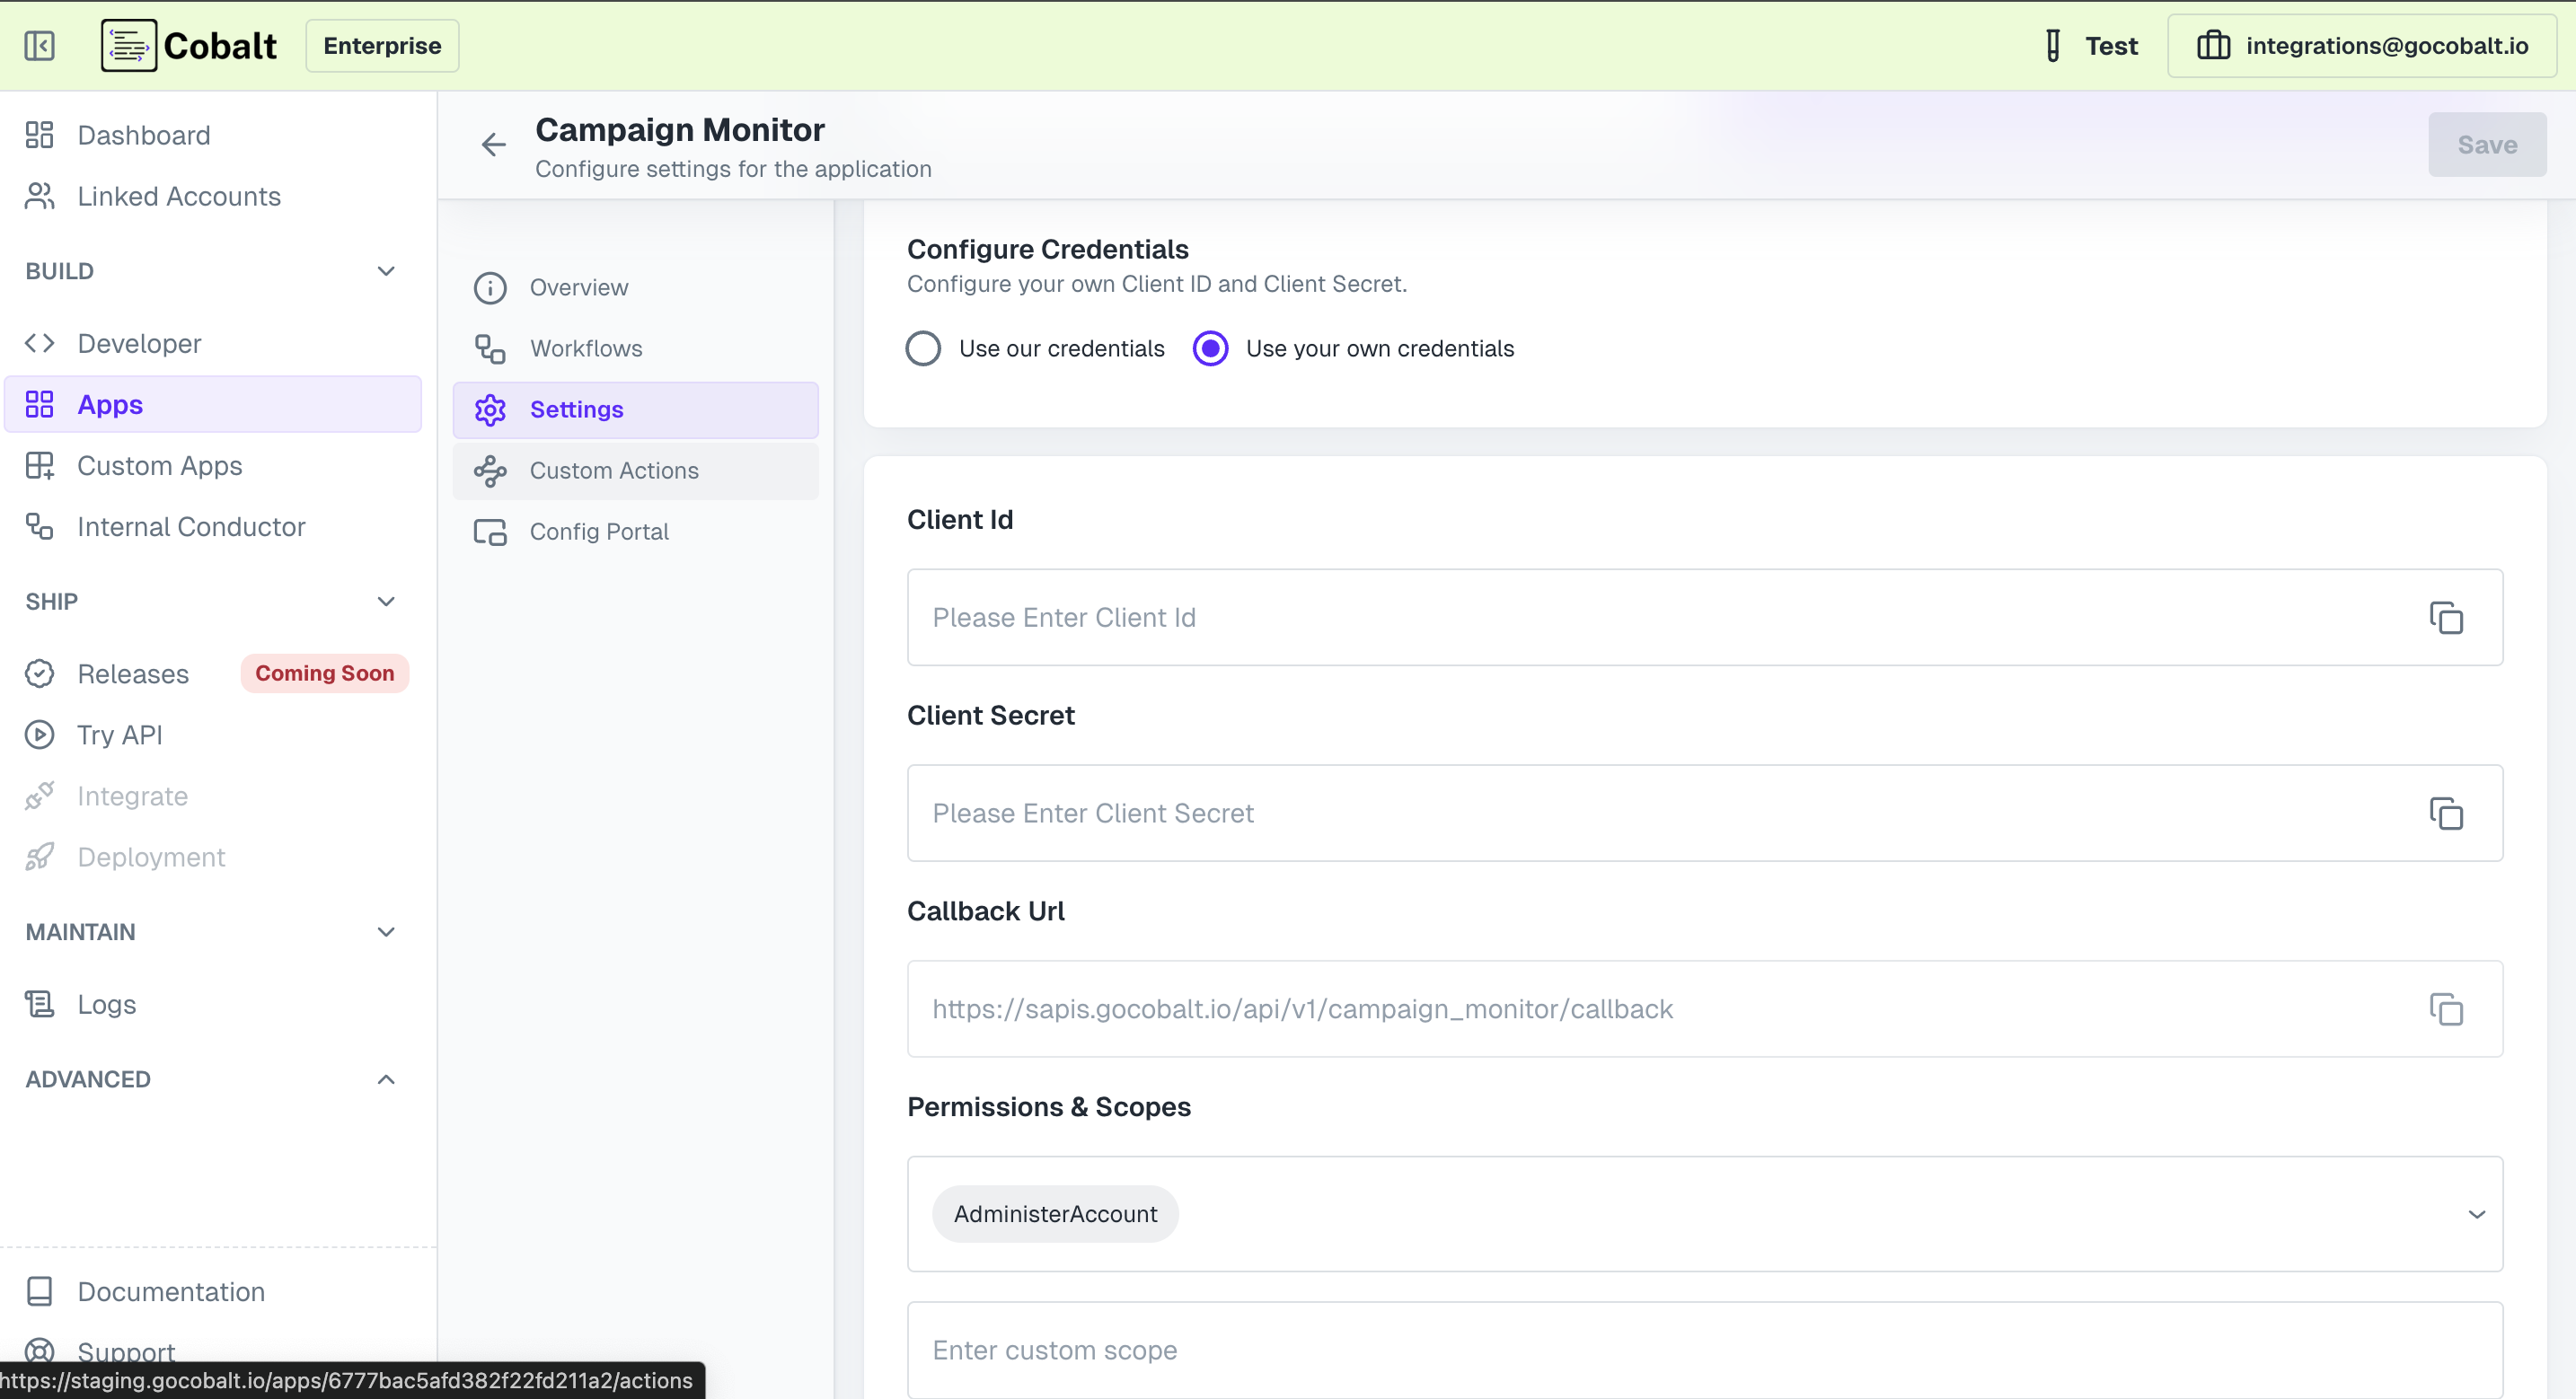 Cobalt
Enterprise
Test
integrations@gocobalt.io
Dashboard
Linked Accounts
BUILD
Developer
Apps
Custom Apps
Internal Conductor
SHIP
Releases
Coming Soon
Try API
Integrate
Deployment
MAINTAIN
Logs
ADVANCED
Documentation
Support
https://staging.gocobalt.io/apps/6777bac5afd382f22fd211a2/actions
Campaign Monitor
Configure settings for the application
Save
Overview
Workflows
Settings
Custom Actions
Config Portal
Configure Credentials
Configure your own Client ID and Client Secret.
Use our credentials
Use your own credentials
Client Id
Please Enter Client Id
Client Secret
Please Enter Client Secret
Callback Url
https://sapis.gocobalt.io/api/v1/campaign_monitor/callback
Permissions & Scopes
AdministerAccount
Enter custom scope